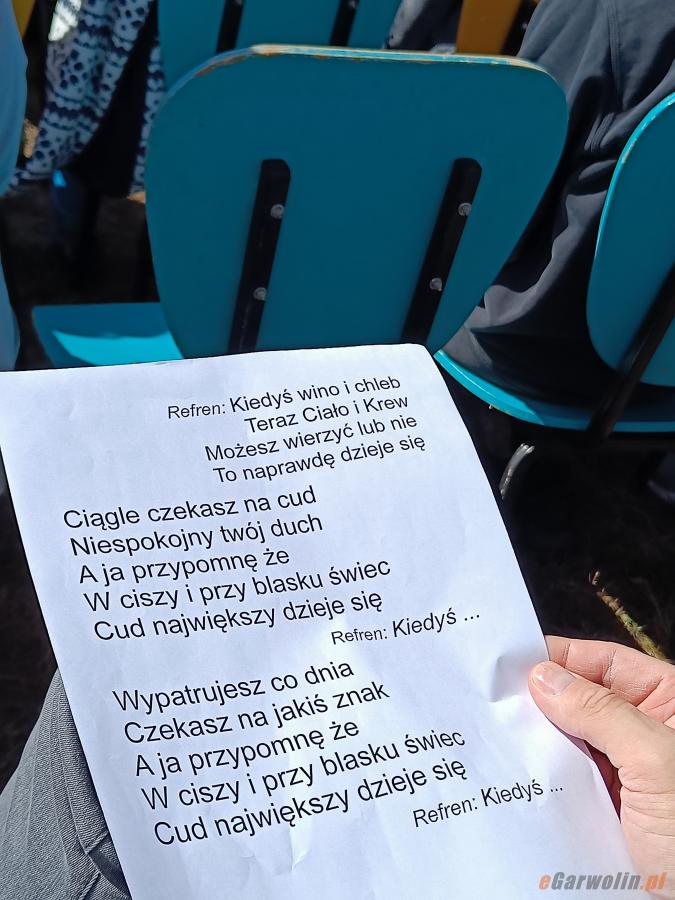 Refren: Kiedyś wino i chleb
Teraz Ciało i Krew
Możesz wierzyć lub nie
To naprawdę dzieje się
Ciągle czekasz na cud
Niespokojny twój duch
A ja przypomnę że
W ciszy i przy blasku świec
Cud największy dzieje się
Refren: Kiedyś ...
Wypatrujesz co dnia
Czekasz na jakiś znak
A ja przypomnę że
W ciszy i przy blasku świec
Cud największy dzieje się
Refren: Kiedyś ...
eGarwolin.pl